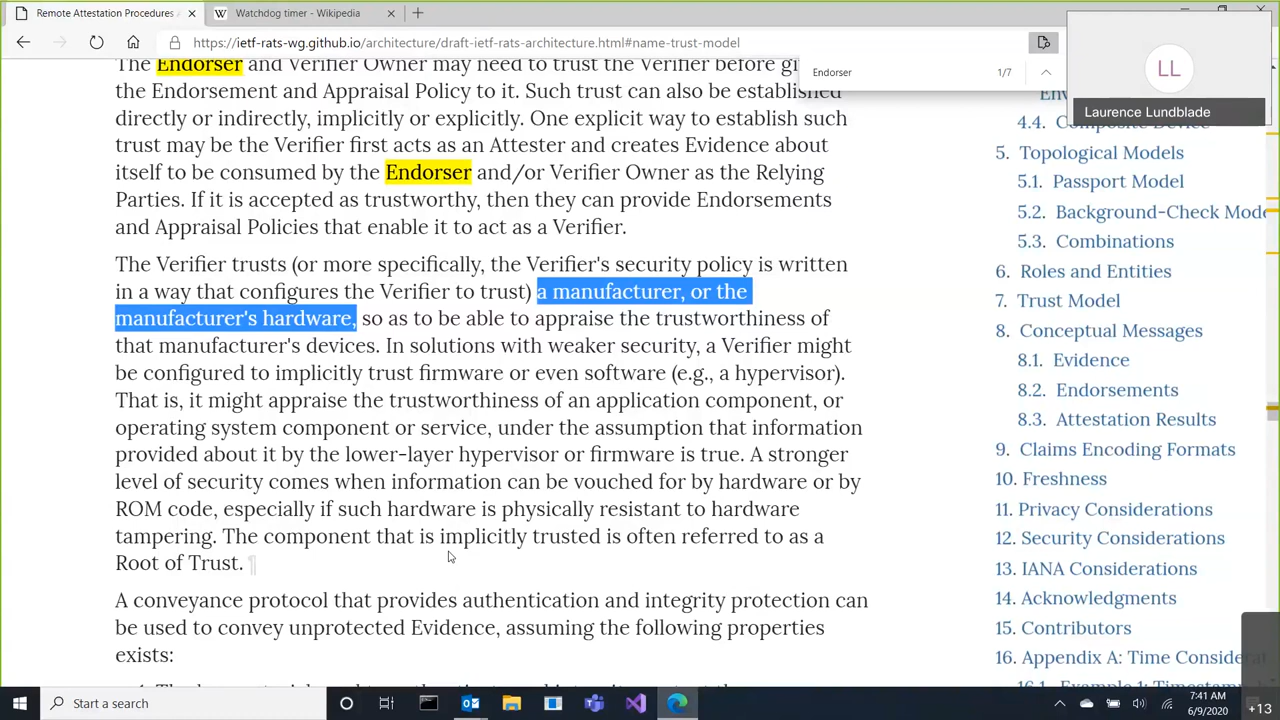 Remote Attestation Procedures A
Watchdog timer - Wikipedia
https://ietf-rats-wg.github.io/architecture/draft-ietf-rats-architecture.html#name-trust-model
Endorser
1/7
LL
Laurence Lundblade
The Endorser and Verifier Owner may need to trust the Verifier before gi
the Endorsement and Appraisal Policy to it. Such trust can also be established
directly or indirectly, implicitly or explicitly. One explicit way to establish such
trust may be the Verifier first acts as an Attester and creates Evidence about
itself to be consumed by the Endorser and/or Verifier Owner as the Relying
Parties. If it is accepted as trustworthy, then they can provide Endorsements
and Appraisal Policies that enable it to act as a Verifier.
The Verifier trusts (or more specifically, the Verifier's security policy is written
in a way that configures the Verifier to trust) a manufacturer, or the
manufacturer's hardware, so as to be able to appraise the trustworthiness of
that manufacturer's devices. In solutions with weaker security, a Verifier might
be configured to implicitly trust firmware or even software (e.g., a hypervisor).
That is, it might appraise the trustworthiness of an application component, or
operating system component or service, under the assumption that information
provided about it by the lower-layer hypervisor or firmware is true. A stronger
level of security comes when information can be vouched for by hardware or by
ROM code, especially if such hardware is physically resistant to hardware
tampering. The component that is implicitly trusted is often referred to as a
Root of Trust. ¶
A conveyance protocol that provides authentication and integrity protection can
be used to convey unprotected Evidence, assuming the following properties
exists:
4.4. Composite Device
5. Topological Models
5.1. Passport Model
5.2. Background-Check Mode
5.3. Combinations
6. Roles and Entities
7. Trust Model
8. Conceptual Messages
8.1. Evidence
8.2. Endorsements
8.3. Attestation Results
9. Claims Encoding Formats
10. Freshness
11. Privacy Considerations
12. Security Considerations
13. IANA Considerations
14. Acknowledgments
15. Contributors
16. Appendix A: Time Considerat
Start a search
7:41 AM
6/9/2020
+13